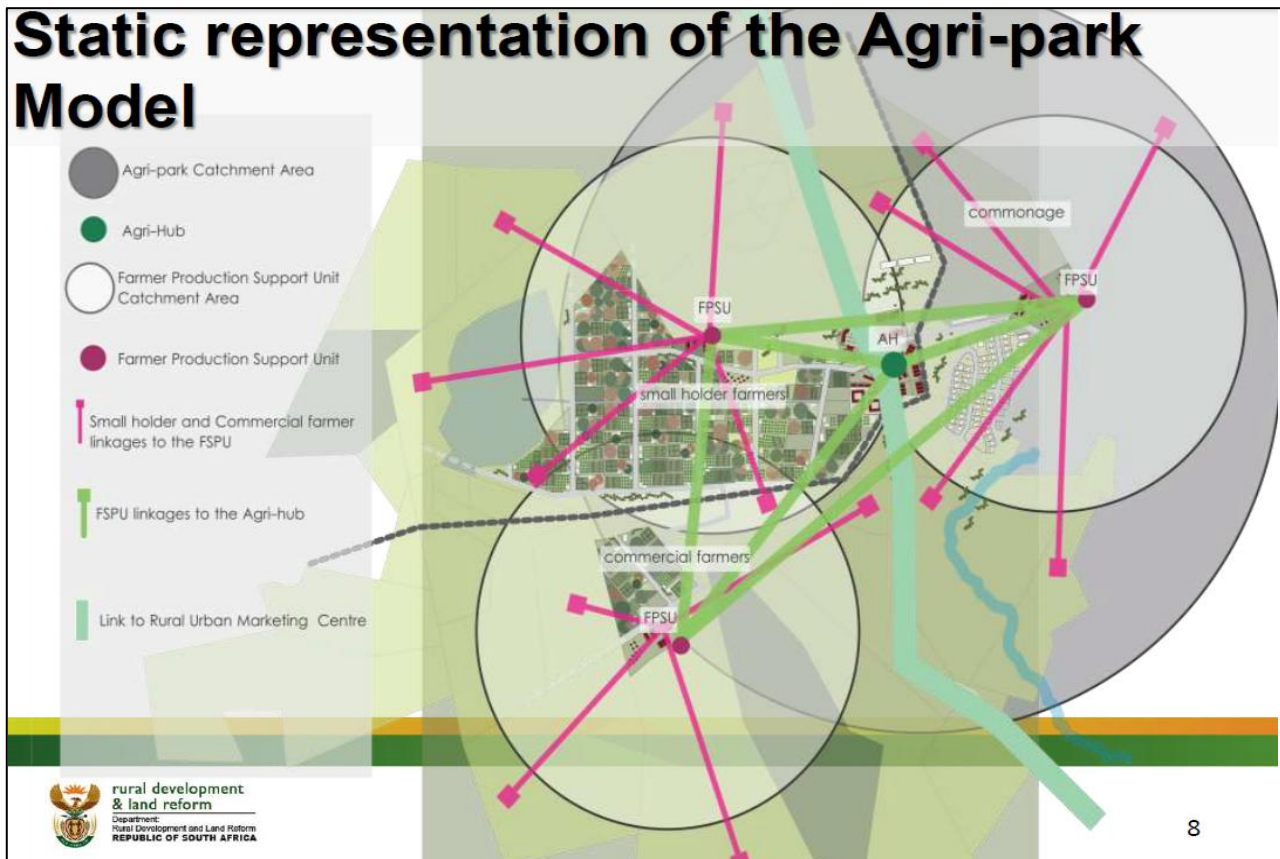 Static representation of the Agri-park
Model
Agri-park Catchment Area
Agri-Hub
Farmer Production Support Unit
Catchment Area
Farmer Production Support Unit
Small holder and Commercial farmer
linkages to the FSPU
FSPU linkages to the Agri-hub
Link to Rural Urban Marketing Centre
commonage
FPSU
FPSU
AH
small holder farmers
commercial farmers
FPSU
rural development
& land reform
Department:
Rural Development and Land Reform
REPUBLIC OF SOUTH AFRICA
8